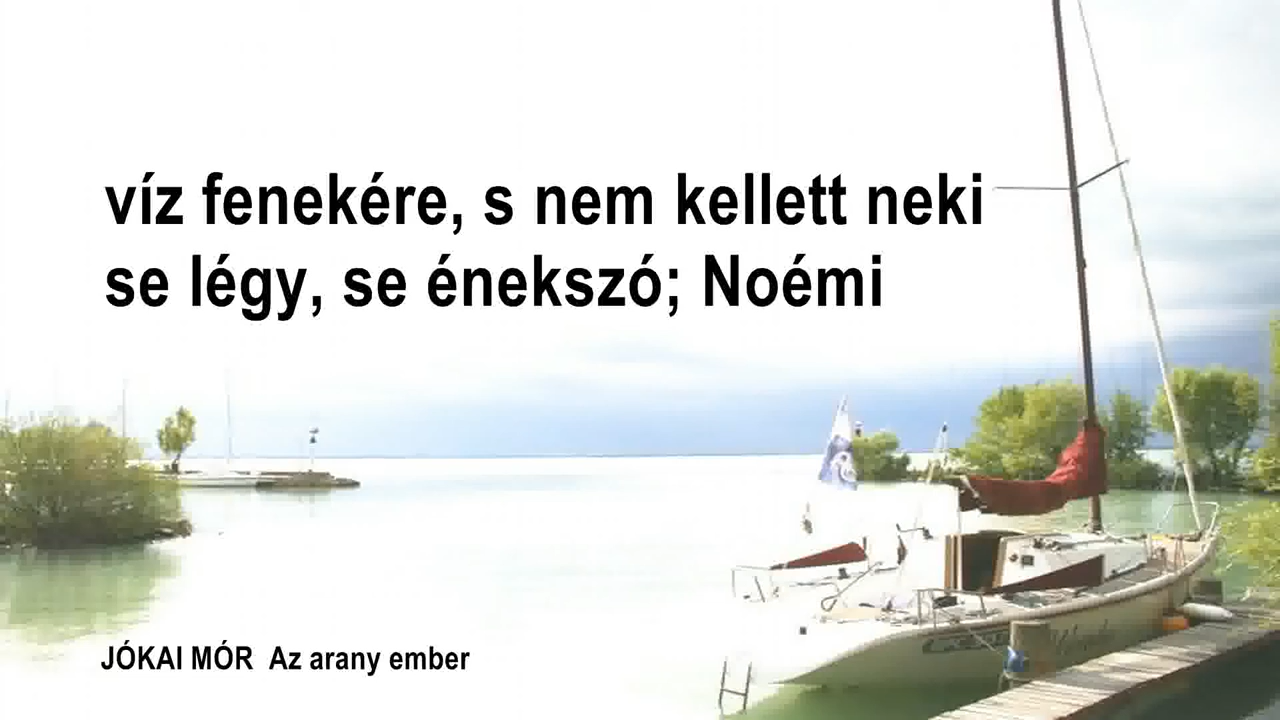 víz fenekére, s nem kellett neki
se légy, se énekszó; Noémi
JÓKAI MÓR  Az arany ember